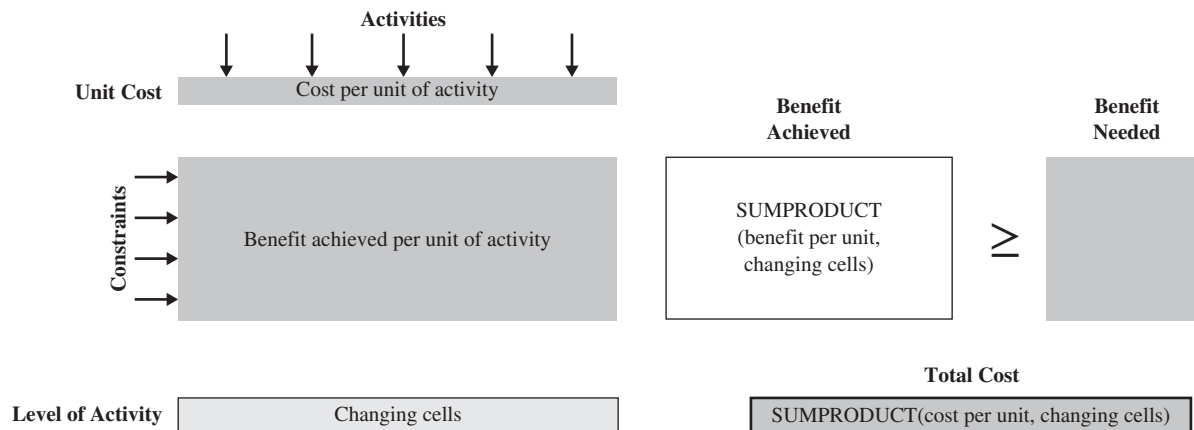 Activities
Unit Cost
Cost per unit of activity
Benefit
Achieved
Benefit
Needed
Constraints
Benefit achieved per unit of activity
SUMPRODUCT
(benefit per unit,
changing cells)
≥
Total Cost
Level of Activity
Changing cells
SUMPRODUCT(cost per unit, changing cells)